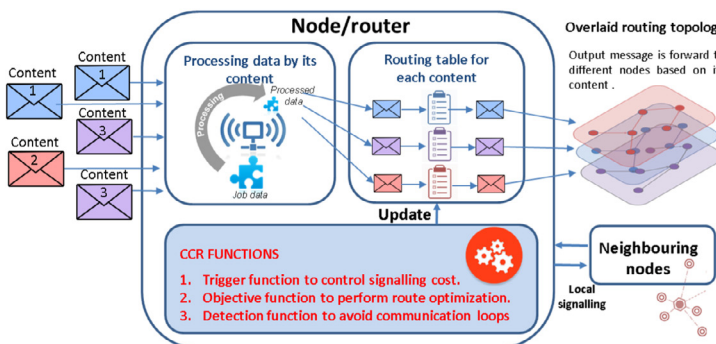 Node/router
Overlaid routing topolog
Output message is forward t
different nodes based on i
content .
Content
1
Content
1
Content
3
Content
2
Content
3
Processing data by its
content
Processing
Processed
data
Job data
Routing table for
each content
Update
CCR FUNCTIONS
1. Trigger function to control signalling cost.
2. Objective function to perform route optimization.
3. Detection function to avoid communication loops
Neighbouring
nodes
Local
signalling